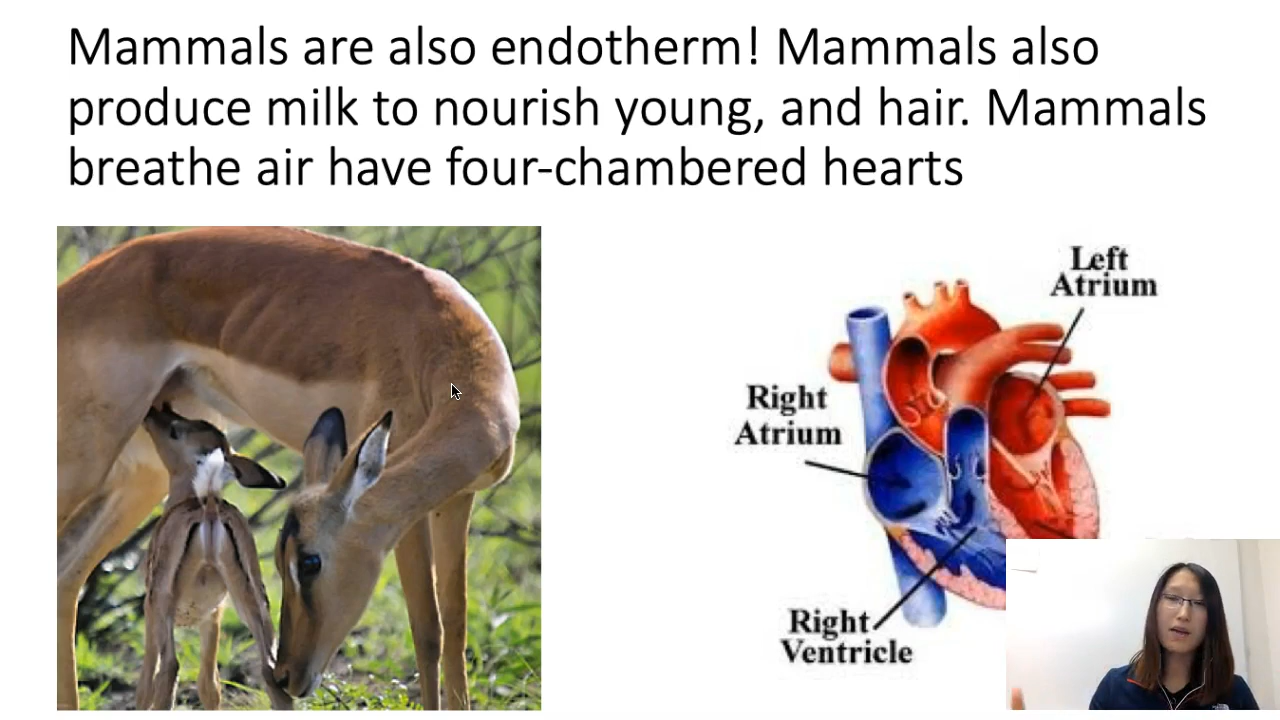 Mammals are also endotherm! Mammals also
produce milk to nourish young, and hair. Mammals
breathe air have four-chambered hearts
Left
Atrium
Right
Atrium
Right
Ventricle